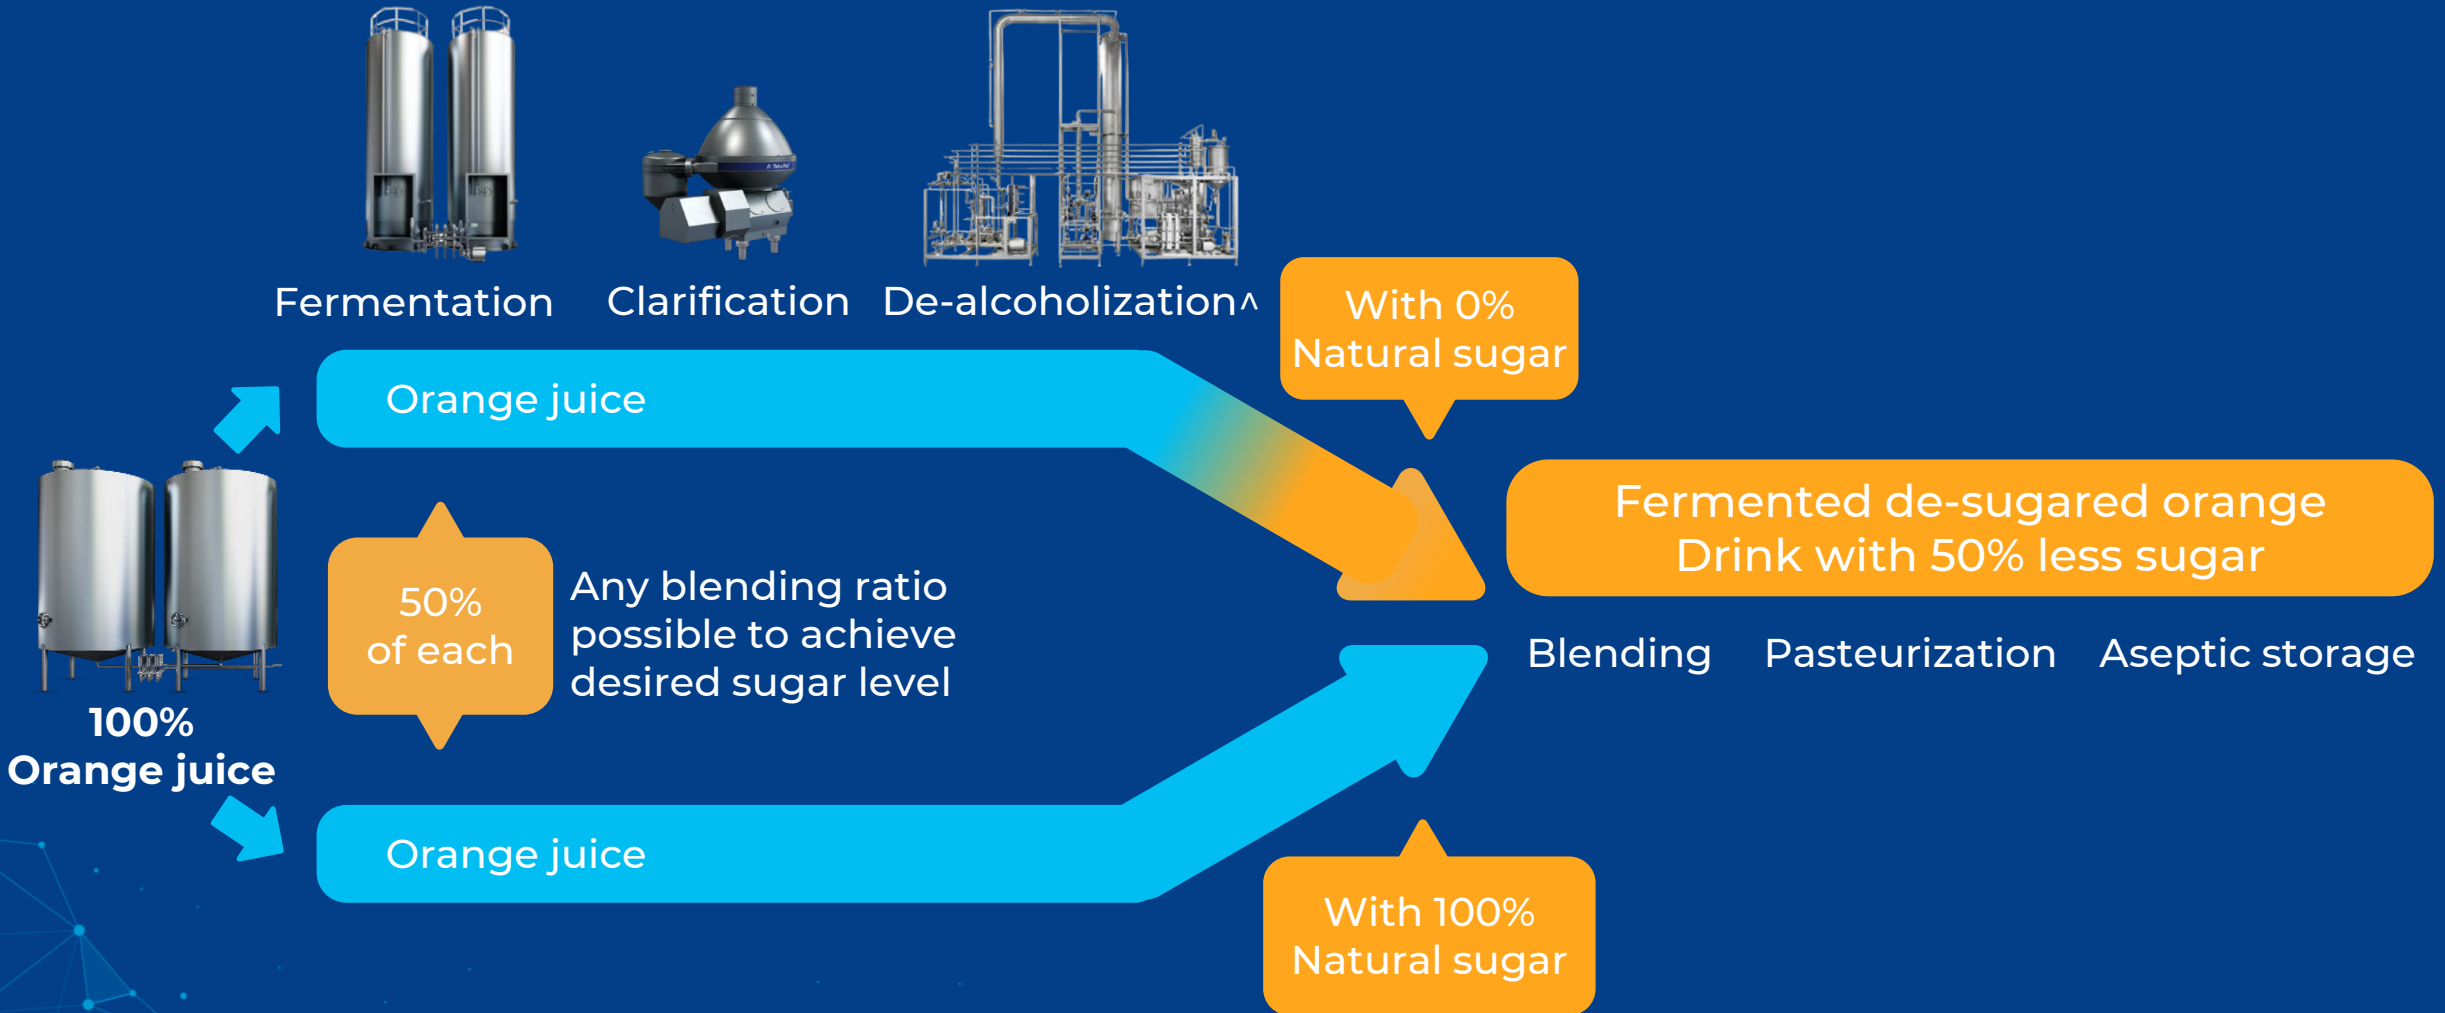 Fermentation
Clarification
De-alcoholization^
With 0%
Natural sugar
Orange juice
Fermented de-sugared orange
Drink with 50% less sugar
50%
of each
Any blending ratio
possible to achieve
desired sugar level
Blending
Pasteurization
Aseptic storage
100%
Orange juice
Orange juice
With 100%
Natural sugar